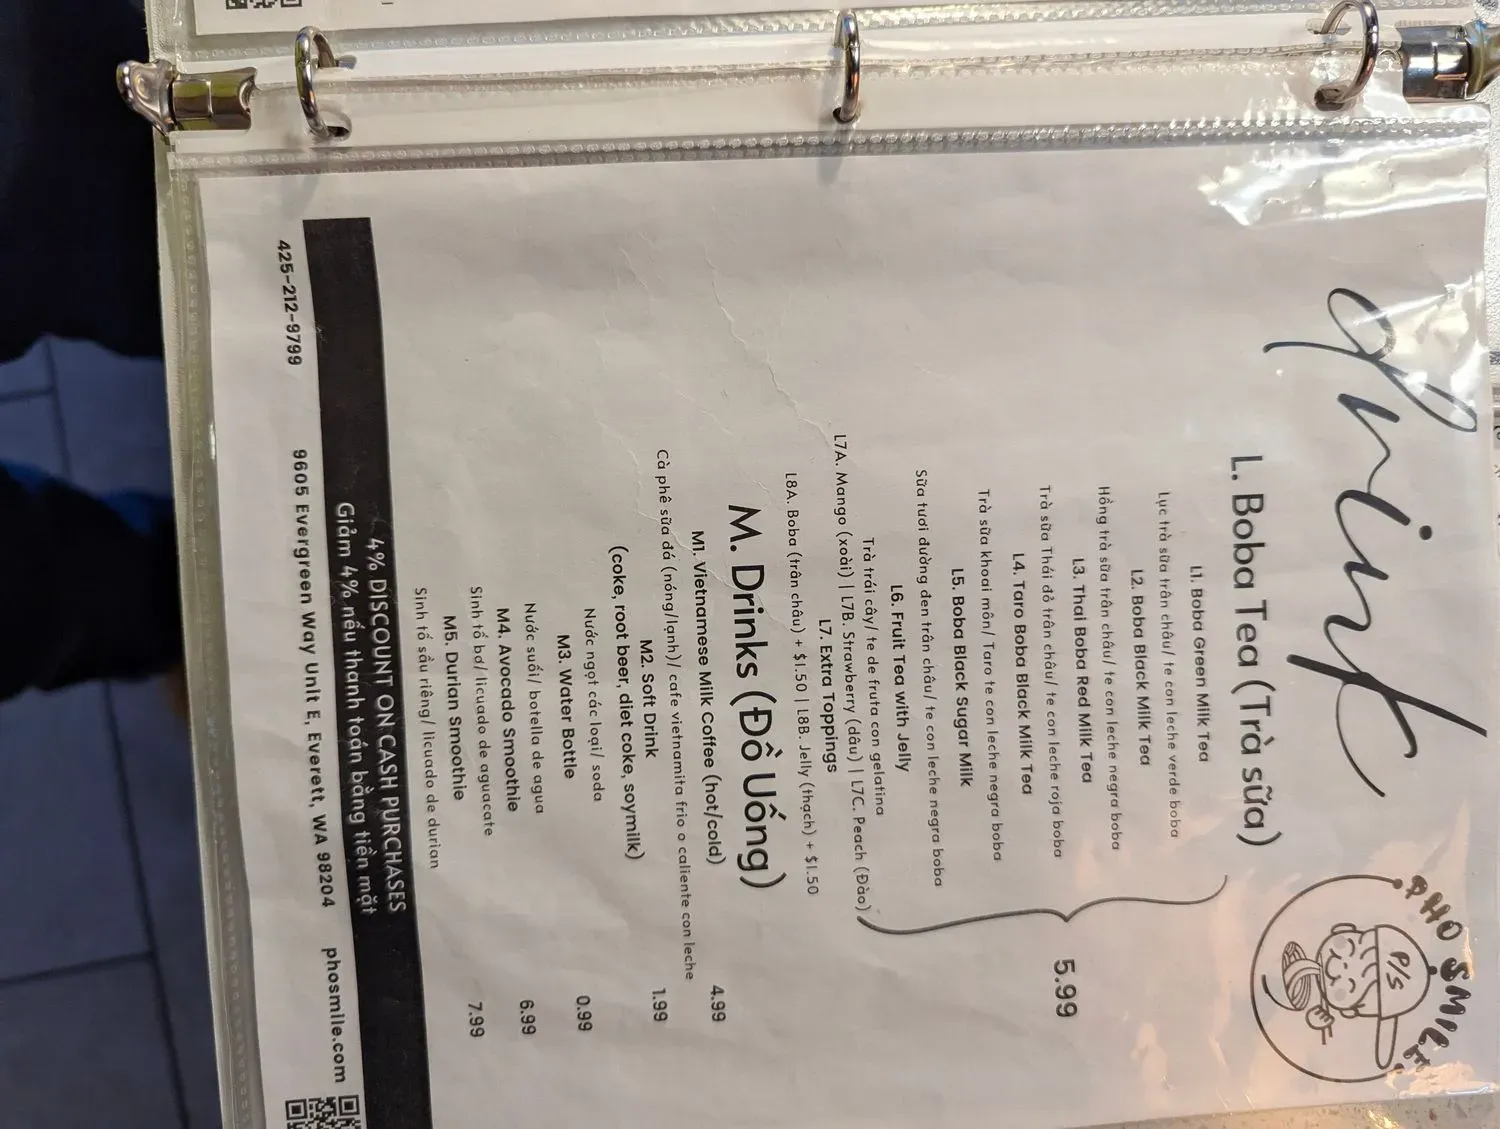 Drink
PHO SMILE
P/S
L. Boba Tea (Trà sữa)
L1. Boba Green Milk Tea
Lục trà sữa trân châu/ te con leche verde boba
L2. Boba Black Milk Tea
Hồng trà sữa trân châu/ te con leche negra boba
L3. Thai Boba Red Milk Tea
Trà sữa Thái đỏ trân châu/ te con leche roja boba
L4. Taro Boba Black Milk Tea
Trà sữa khoai môn/ Taro te con leche negra boba
L5. Boba Black Sugar Milk
Sữa tươi đường đen trân châu/ te con leche negra boba
L6. Fruit Tea with Jelly
Trà trái cây/ te de fruta con gelatina
L7A. Mango (xoài) | L7B. Strawberry (dâu) | L7C. Peach (Đào)
5.99
L7. Extra Toppings
L8A. Boba (trân châu) + $1.50 | L8B. Jelly (thạch) + $1.50
M. Drinks (Đồ Uống)
M1. Vietnamese Milk Coffee (hot/cold) 4.99
Cà phê sữa đá (nóng/lạnh)/ cafe vietnamita frio o caliente con leche
M2. Soft Drink 1.99
(coke, root beer, diet coke, soymilk)
Nước ngọt các loại/ soda
M3. Water Bottle 0.99
Nước suối/ botella de agua
M4. Avocado Smoothie 6.99
Sinh tố bơ/ licuado de aguacate
M5. Durian Smoothie 7.99
Sinh tố sầu riêng/ licuado de durian
4% DISCOUNT ON CASH PURCHASES
Giảm 4% nếu thanh toán bằng tiền mặt
425-212-9799 9605 Evergreen Way Unit E, Everett, WA 98204 phosmile.com